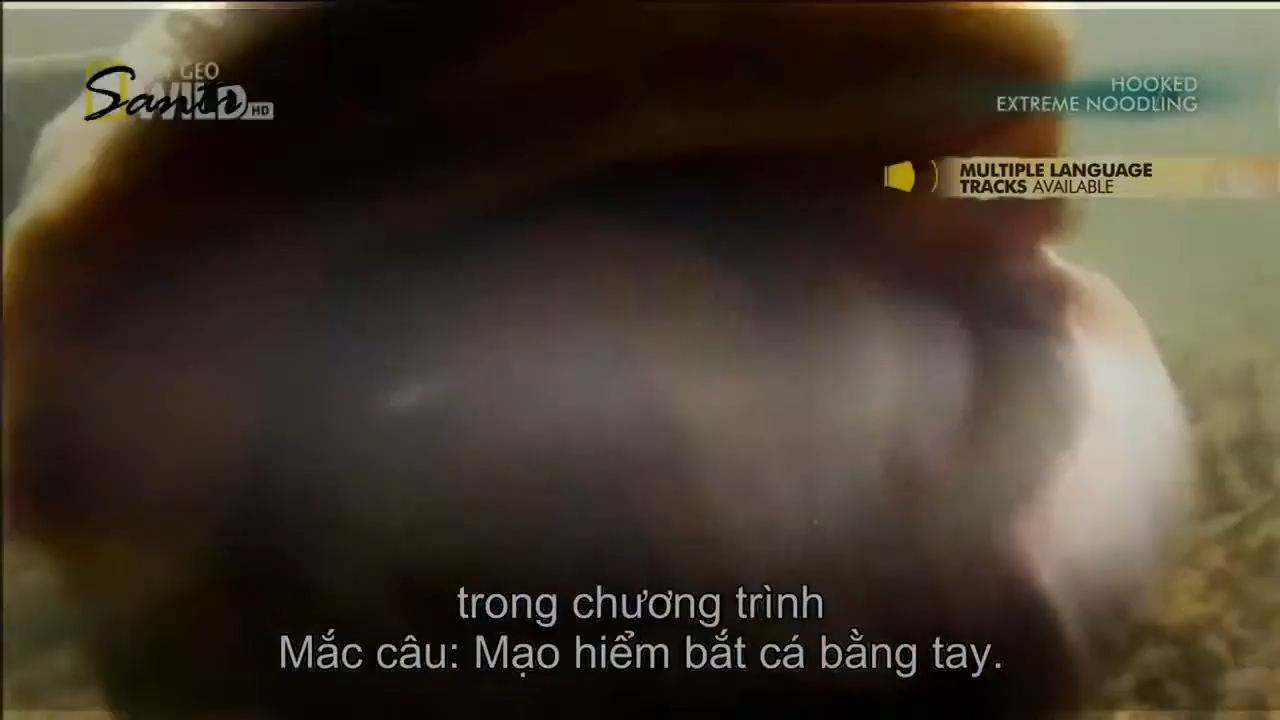 GEO
WILD HD
Santr
HOOKED
EXTREME NOODLING
MULTIPLE LANGUAGE
TRACKS AVAILABLE
trong chương trình
Mắc câu: Mạo hiểm bắt cá bằng tay.